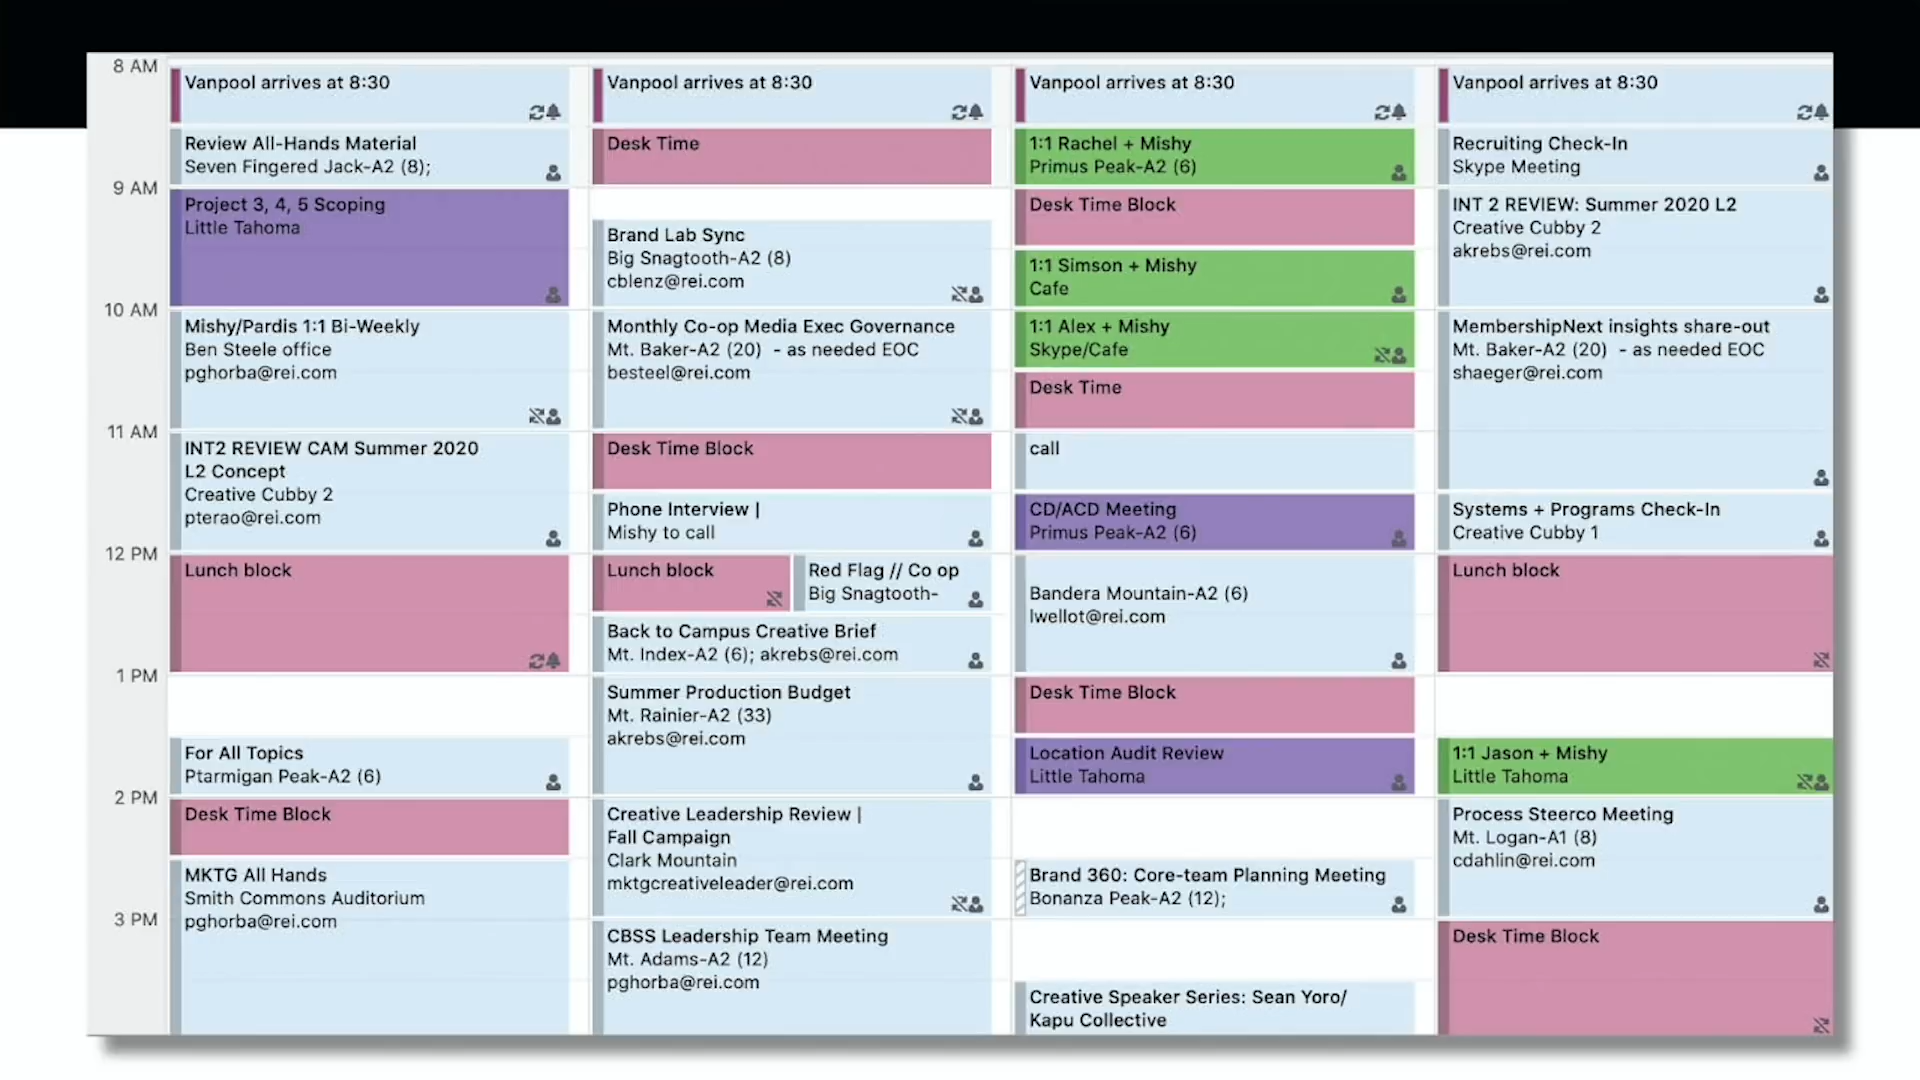 8 AM
9 AM
10 AM
11 AM
12 PM
1 PM
2 PM
3 PM
Vanpool arrives at 8:30
Review All-Hands Material
Seven Fingered Jack-A2 (8);
Project 3, 4, 5 Scoping
Little Tahoma
Mishy/Pardis 1:1 Bi-Weekly
Ben Steele office
pghorba@rei.com
INT2 REVIEW CAM Summer 2020
L2 Concept
Creative Cubby 2
pterao@rei.com
Lunch block
For All Topics
Ptarmigan Peak-A2 (6)
Desk Time Block
MKTG All Hands
Smith Commons Auditorium
pghorba@rei.com
Vanpool arrives at 8:30
Desk Time
Brand Lab Sync
Big Snagtooth-A2 (8)
cblenz@rei.com
Monthly Co-op Media Exec Governance
Mt. Baker-A2 (20)  - as needed EOC
besteel@rei.com
Desk Time Block
Phone Interview |
Mishy to call
Lunch block
Red Flag // Co op
Big Snagtooth-
Back to Campus Creative Brief
Mt. Index-A2 (6); akrebs@rei.com
Summer Production Budget
Mt. Rainier-A2 (33)
akrebs@rei.com
Creative Leadership Review |
Fall Campaign
Clark Mountain
mktgcreativeleader@rei.com
CBSS Leadership Team Meeting
Mt. Adams-A2 (12)
pghorba@rei.com
Vanpool arrives at 8:30
1:1 Rachel + Mishy
Primus Peak-A2 (6)
Desk Time Block
1:1 Simson + Mishy
Cafe
1:1 Alex + Mishy
Skype/Cafe
Desk Time
call
CD/ACD Meeting
Primus Peak-A2 (6)
Bandera Mountain-A2 (6)
lwellot@rei.com
Desk Time Block
Location Audit Review
Little Tahoma
Brand 360: Core-team Planning Meeting
Bonanza Peak-A2 (12);
Creative Speaker Series: Sean Yoro/
Kapu Collective
Vanpool arrives at 8:30
Recruiting Check-In
Skype Meeting
INT 2 REVIEW: Summer 2020 L2
Creative Cubby 2
akrebs@rei.com
MembershipNext insights share-out
Mt. Baker-A2 (20)  - as needed EOC
shaeger@rei.com
Systems + Programs Check-In
Creative Cubby 1
Lunch block
1:1 Jason + Mishy
Little Tahoma
Process Steerco Meeting
Mt. Logan-A1 (8)
cdahlin@rei.com
Desk Time Block